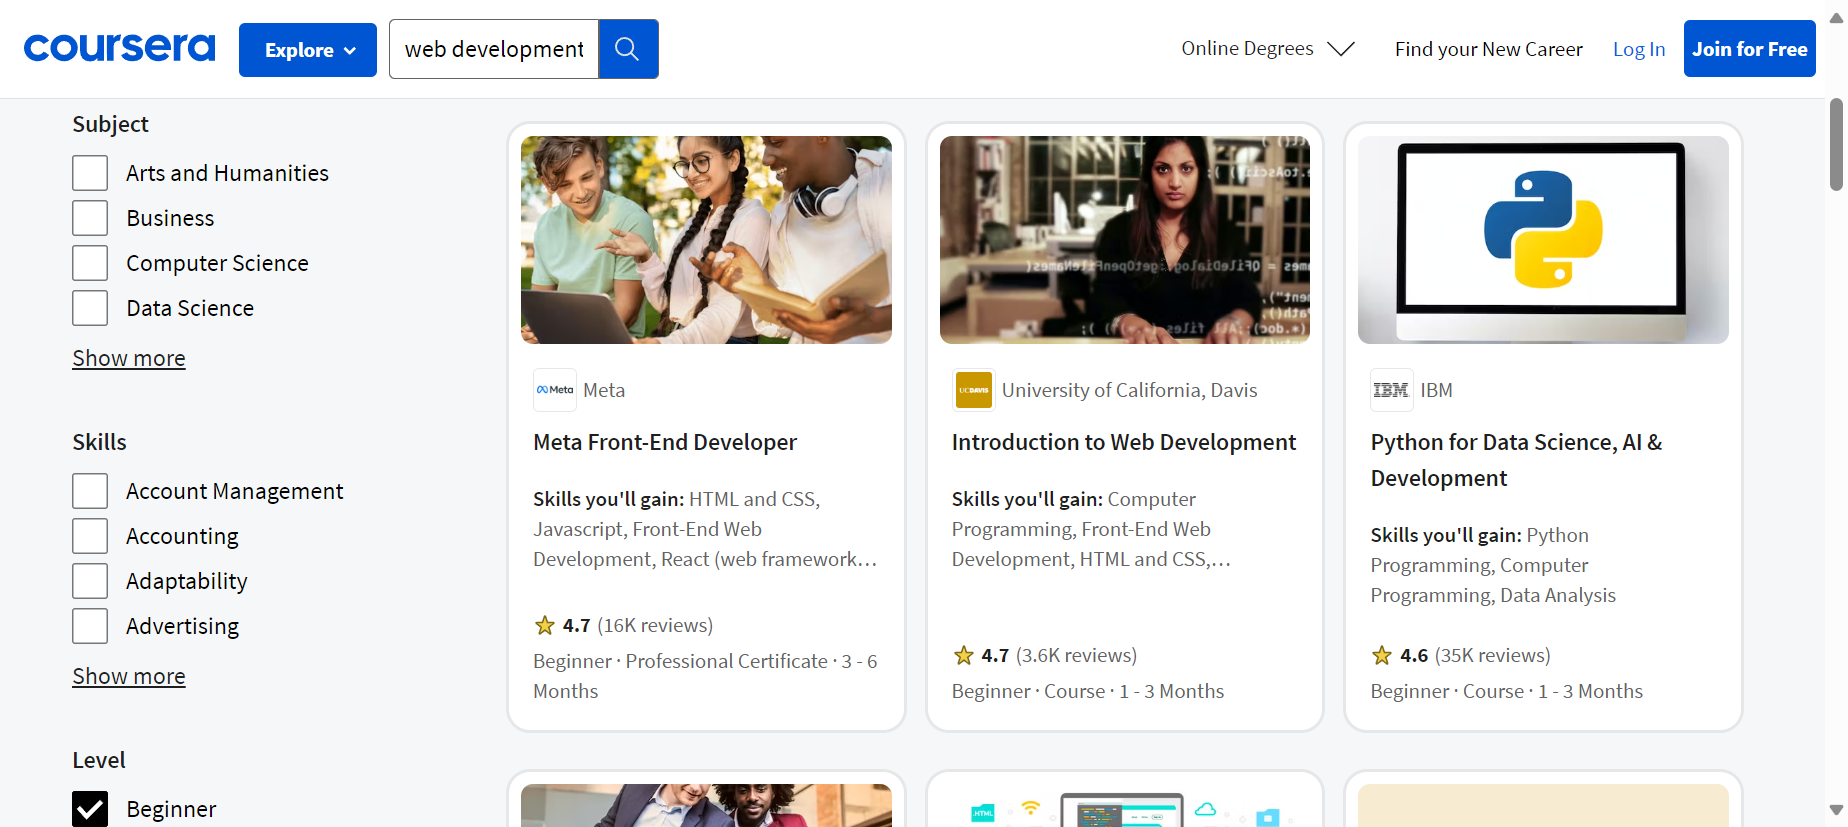 coursera
Explore
web development
Online Degrees
Find your New Career
Log In
Join for Free
Subject
Arts and Humanities
Business
Computer Science
Data Science
Show more
Skills
Account Management
Accounting
Adaptability
Advertising
Show more
Level
Beginner
Meta
Meta
Meta Front-End Developer
Skills you'll gain: HTML and CSS,
Javascript, Front-End Web
Development, React (web framework...
4.7 (16K reviews)
Beginner · Professional Certificate · 3 - 6
Months
UCDAVIS
University of California, Davis
Introduction to Web Development
Skills you'll gain: Computer
Programming, Front-End Web
Development, HTML and CSS,...
4.7 (3.6K reviews)
Beginner · Course · 1 - 3 Months
IBM
IBM
Python for Data Science, AI &
Development
Skills you'll gain: Python
Programming, Computer
Programming, Data Analysis
4.6 (35K reviews)
Beginner · Course · 1 - 3 Months
HTML